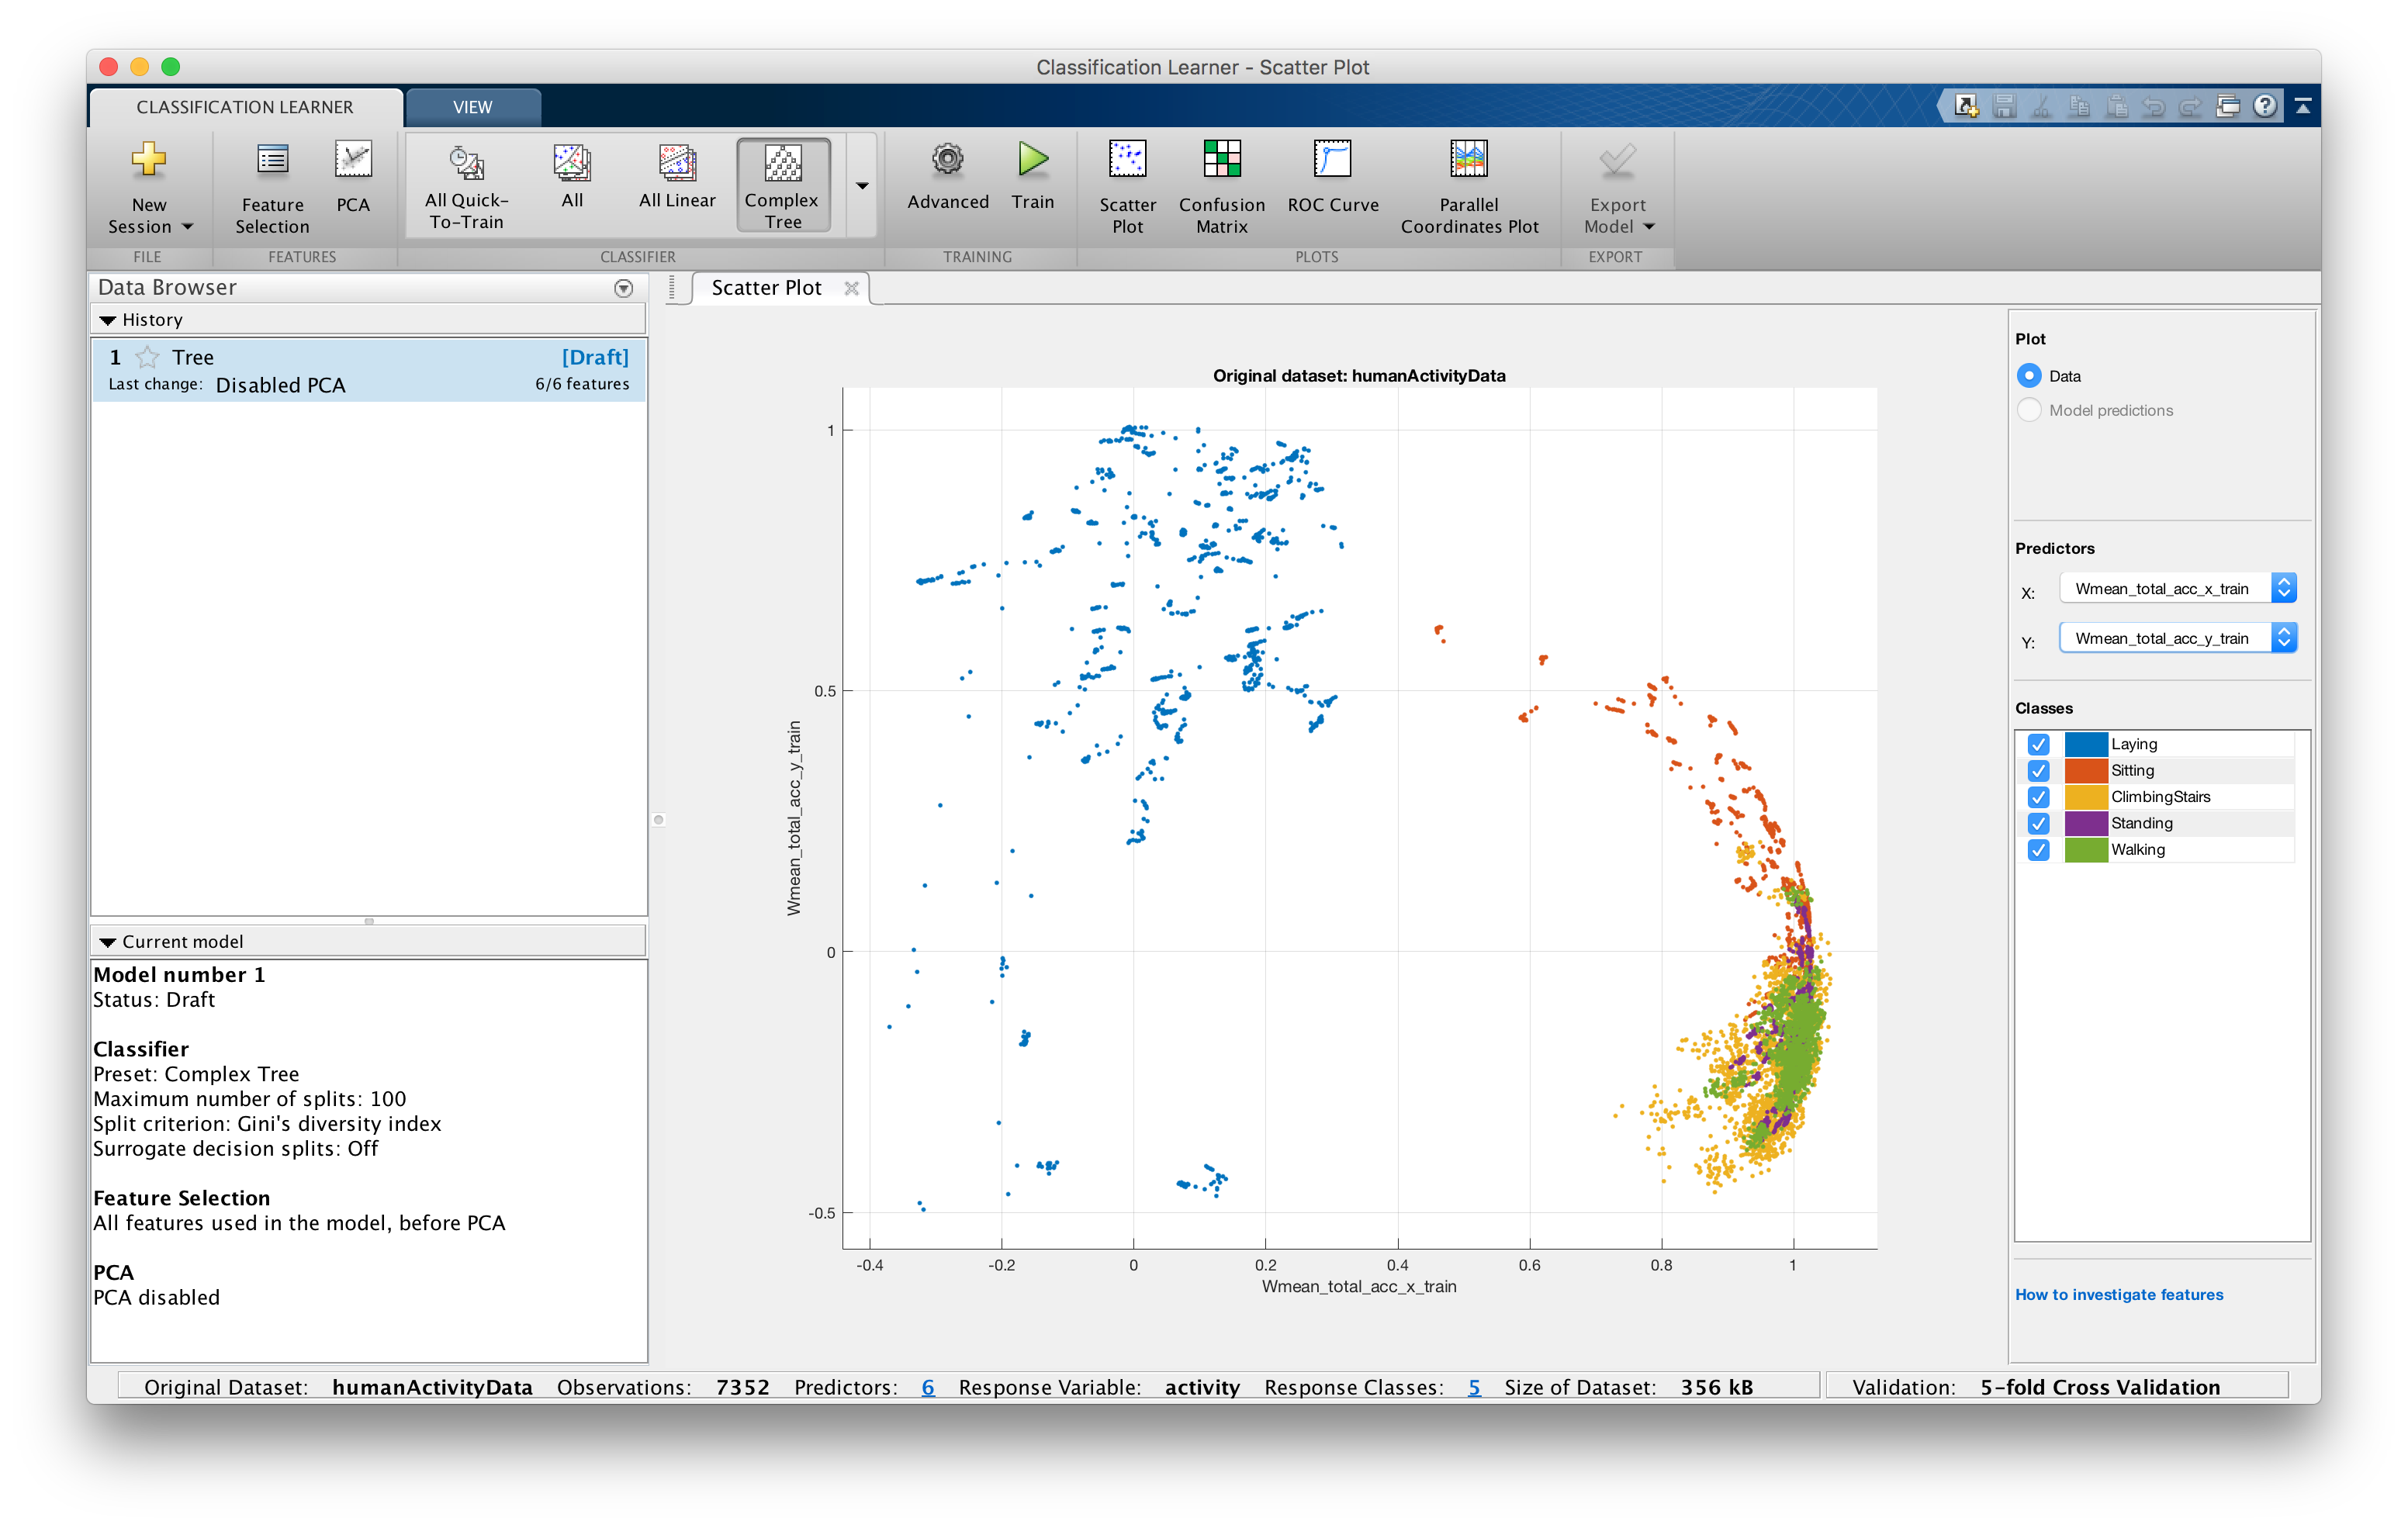 Classification Learner - Scatter Plot
CLASSIFICATION LEARNER
VIEW
New
Session
Feature
Selection
PCA
All Quick-
To-Train
All
All Linear
Complex
Tree
Advanced
Train
Scatter
Plot
Confusion
Matrix
ROC Curve
Parallel
Coordinates Plot
Export
Model
FILE
FEATURES
CLASSIFIER
TRAINING
PLOTS
EXPORT
Data Browser
History
1 Tree [Draft]
Last change: Disabled PCA 6/6 features
Current model
Model number 1
Status: Draft
Classifier
Preset: Complex Tree
Maximum number of splits: 100
Split criterion: Gini's diversity index
Surrogate decision splits: Off
Feature Selection
All features used in the model, before PCA
PCA
PCA disabled
Scatter Plot
Original dataset: humanActivityData
1
0.5
0
-0.5
Wmean_total_acc_y_train
-0.4 -0.2 0 0.2 0.4 0.6 0.8 1
Wmean_total_acc_x_train
Plot
Data
Model predictions
Predictors
X: Wmean_total_acc_x_train
Y: Wmean_total_acc_y_train
Classes
Laying
Sitting
ClimbingStairs
Standing
Walking
How to investigate features
Original Dataset: humanActivityData Observations: 7352 Predictors: 6 Response Variable: activity Response Classes: 5 Size of Dataset: 356 kB Validation: 5-fold Cross Validation